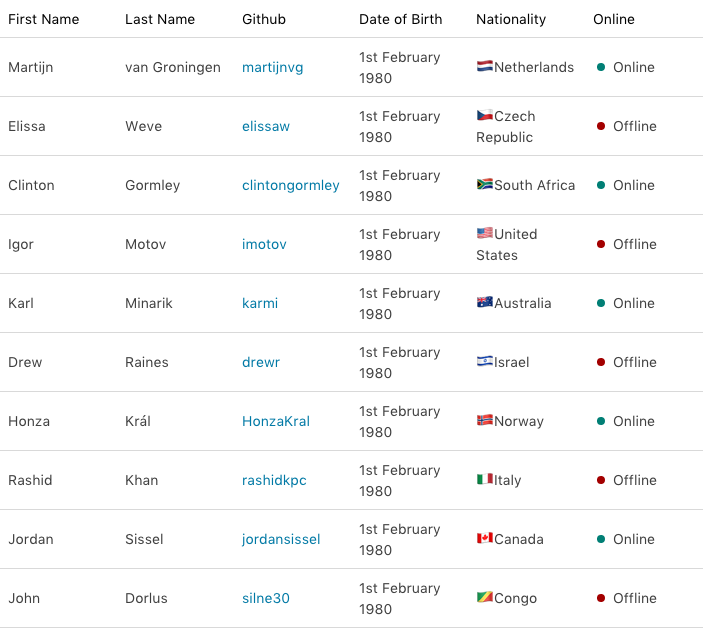 First Name Last Name Github Date of Birth Nationality Online
Martijn van Groningen martijnvg 1st February 1980 Netherlands Online
Elissa Weve elissaw 1st February 1980 Czech Republic Offline
Clinton Gormley clintongormley 1st February 1980 South Africa Online
Igor Motov imotov 1st February 1980 United States Offline
Karl Minarik karmi 1st February 1980 Australia Online
Drew Raines drewr 1st February 1980 Israel Offline
Honza Král HonzaKral 1st February 1980 Norway Online
Rashid Khan rashidkpc 1st February 1980 Italy Offline
Jordan Sissel jordansissel 1st February 1980 Canada Online
John Dorlus silne30 1st February 1980 Congo Offline